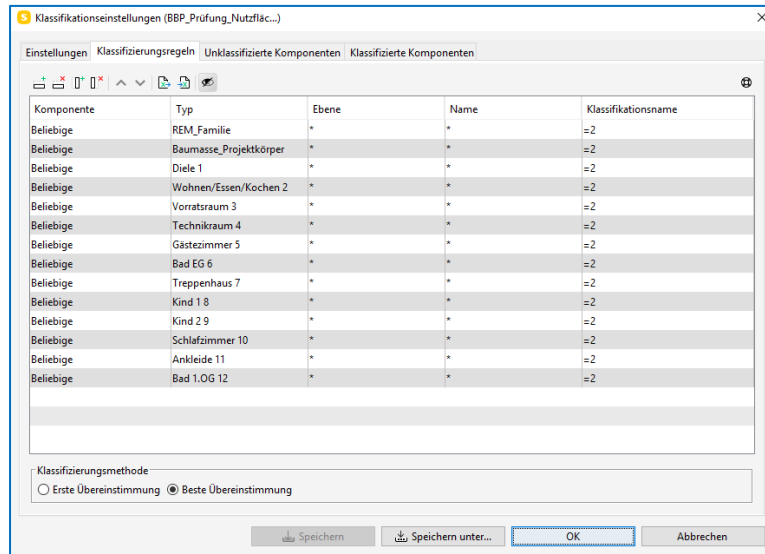 Klassifikationseinstellungen (BBP_Prüfung_Nutzfläc...)
Einstellungen Klassifizierungsregeln Unklassifizierte Komponenten Klassifizierte Komponenten
Komponente Typ Ebene Name Klassifikationsname
Beliebige REM_Familie * * =2
Beliebige Baumasse_Projektkörper * * =2
Beliebige Diele 1 * * =2
Beliebige Wohnen/Essen/Kochen 2 * * =2
Beliebige Vorratsraum 3 * * =2
Beliebige Technikraum 4 * * =2
Beliebige Gästezimmer 5 * * =2
Beliebige Bad EG 6 * * =2
Beliebige Treppenhaus 7 * * =2
Beliebige Kind 1 8 * * =2
Beliebige Kind 2 9 * * =2
Beliebige Schlafzimmer 10 * * =2
Beliebige Ankleide 11 * * =2
Beliebige Bad 1.OG 12 * * =2
Klassifizierungsmethode
Erste Übereinstimmung Beste Übereinstimmung
Speichern Speichern unter... OK Abbrechen